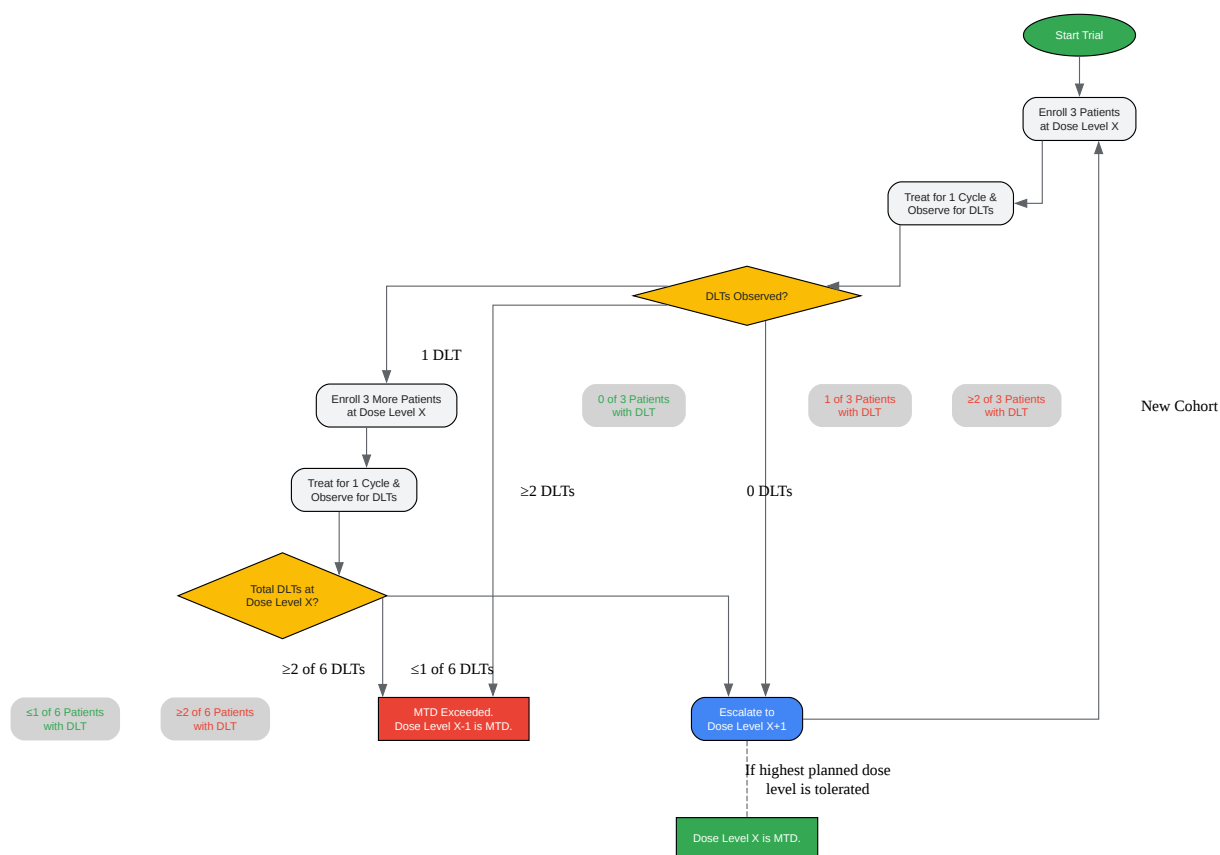 Start Trial
Enroll 3 Patients
at Dose Level X
Treat for 1 Cycle &
Observe for DLTs
DLTs Observed?
1 DLT
Enroll 3 More Patients
at Dose Level X
0 of 3 Patients
with DLT
1 of 3 Patients
with DLT
≥2 of 3 Patients
with DLT
New Cohort
Treat for 1 Cycle &
Observe for DLTs
≥2 DLTs
0 DLTs
Total DLTs at
Dose Level X?
≥2 of 6 DLTs
≤1 of 6 DLTs
≤1 of 6 Patients
with DLT
≥2 of 6 Patients
with DLT
MTD Exceeded.
Dose Level X-1 is MTD.
Escalate to
Dose Level X+1
If highest planned dose
level is tolerated
Dose Level X is MTD.